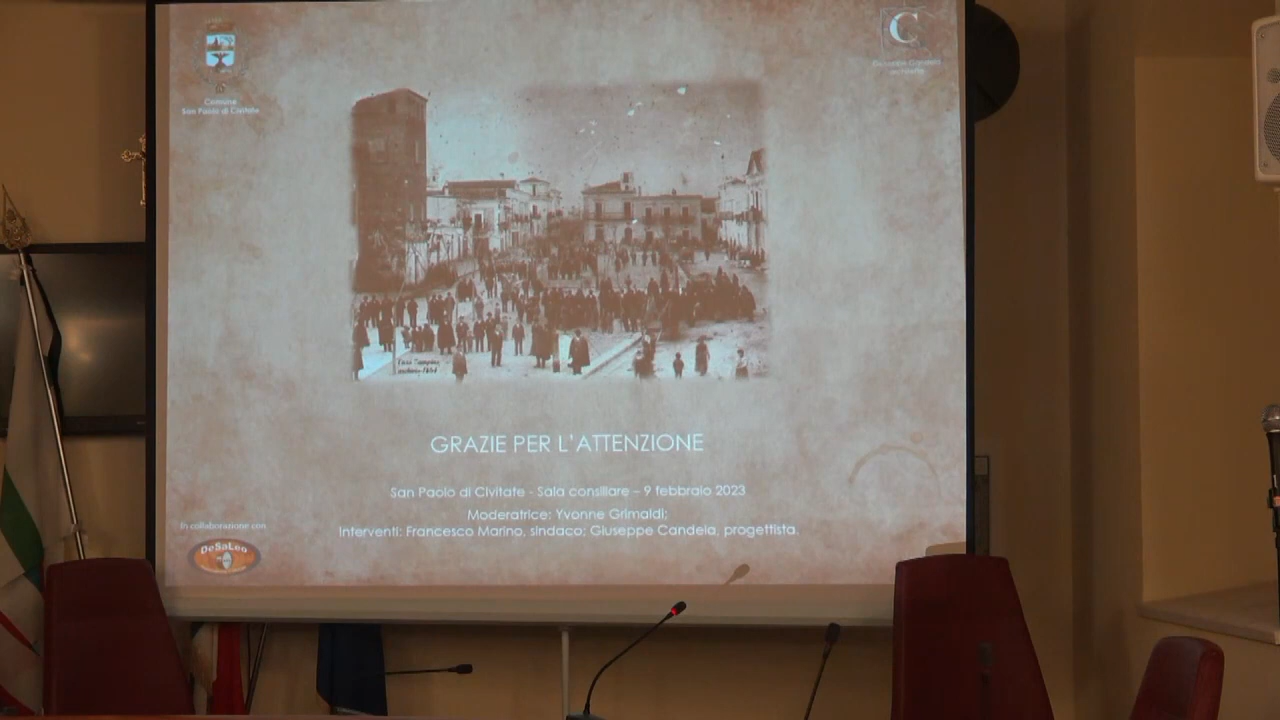 Comune
San Paolo di Civitate
C
GRAZIE PER L'ATTENZIONE
San Paolo di Civitate - Sala consiliare – 9 febbraio 2023
Moderatrice: Yvonne Grimaldi;
Interventi: Francesco Marino, sindaco; Giuseppe Candela, progettista.
In collaborazione con
DeSaLeo